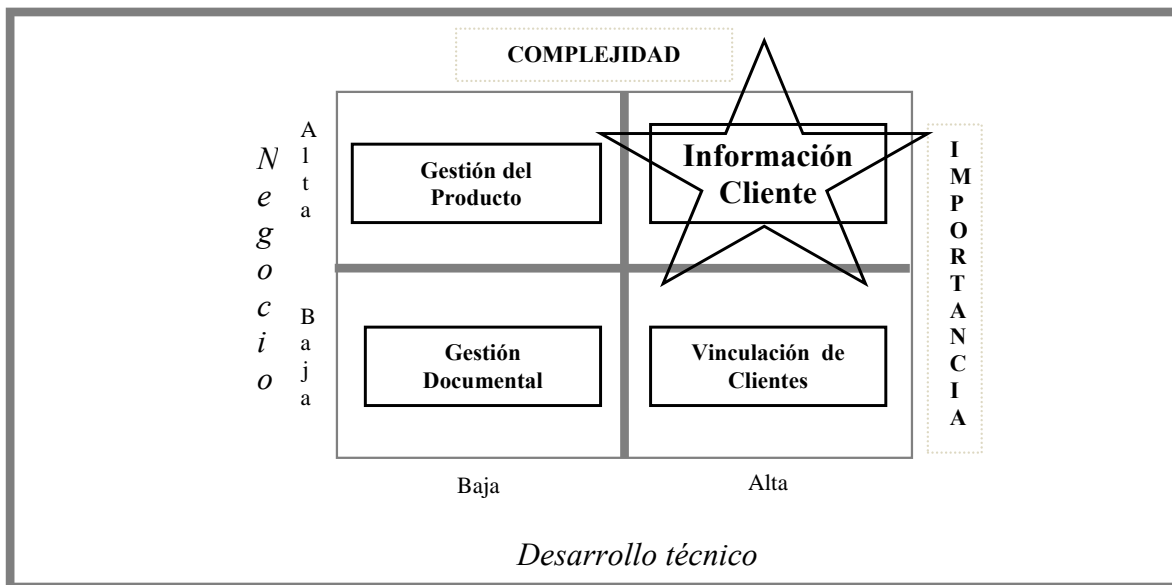 COMPLEJIDAD
Negocio
Alta
Gestión del
Producto
Información
Cliente
IMPORTANCIA
Baja
Gestión
Documental
Vinculación de
Clientes
Baja
Alta
Desarrollo técnico